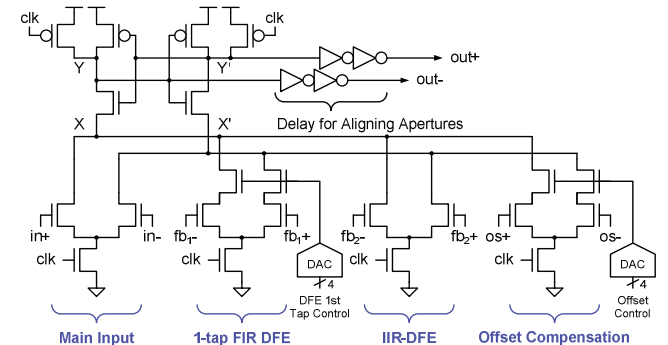 clk
clk
Y
Y'
out+
out-
X
X'
Delay for Aligning Apertures
in+
in-
fb1-
fb1+
fb2-
fb2+
os+
os-
clk
clk
clk
clk
DAC
DAC
4
4
DFE 1st
Tap Control
Offset
Control
Main Input
1-tap FIR DFE
IIR-DFE
Offset Compensation